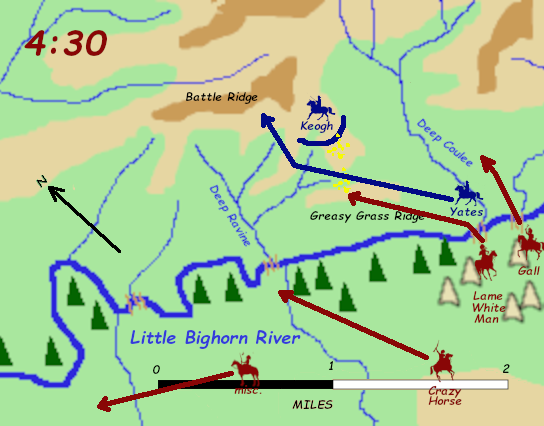 4:30
Battle Ridge
Keogh
Deep Coulee
N
Deep Ravine
Greasy Grass Ridge
Yates
Gall
Lame
White
Man
Little Bighorn River
0
1
2
misc.
Crazy
Horse
MILES